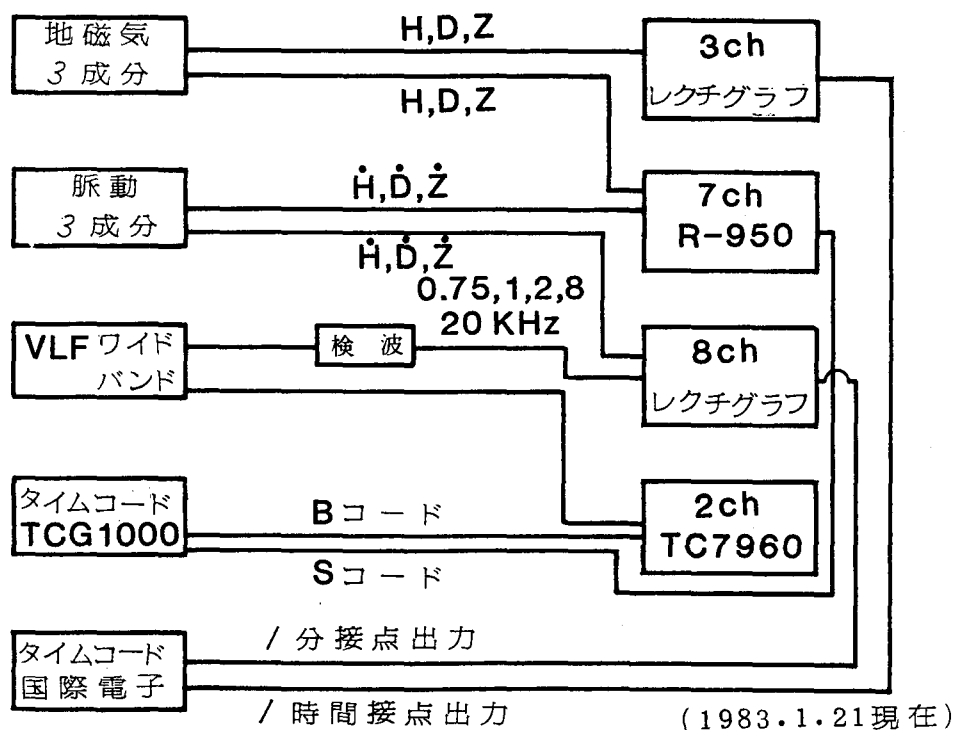 地磁気
3成分
H,D,Z
H,D,Z
3ch
レクチグラフ
脈動
3成分
Ḣ,Ḋ,Ż
Ḣ,Ḋ,Ż
7ch
R-950
VLFワイド
バンド
検波
0.75,1,2,8
20KHz
8ch
レクチグラフ
タイムコード
TCG1000
Bコード
Sコード
2ch
TC7960
タイムコード
国際電子
/分接点出力
/時間接点出力
(1983.1.21現在)